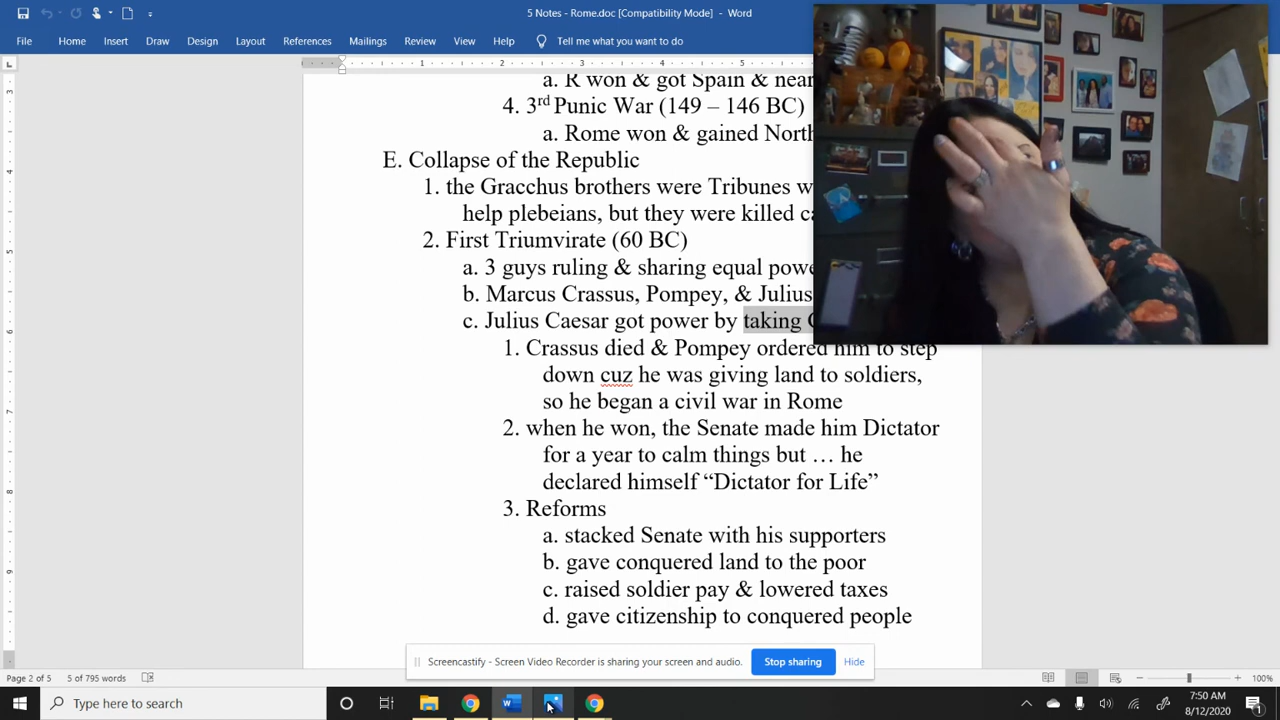 5 Notes - Rome.doc [Compatibility Mode] - Word
File Home Insert Draw Design Layout References Mailings Review View Help Tell me what you want to do
1 2 3 4 5
a. R won & got Spain & near
4. 3rd Punic War (149 – 146 BC)
a. Rome won & gained North
E. Collapse of the Republic
1. the Gracchus brothers were Tribunes
help plebeians, but they were killed
2. First Triumvirate (60 BC)
a. 3 guys ruling & sharing equal
b. Marcus Crassus, Pompey, & Julius
c. Julius Caesar got power by taking
1. Crassus died & Pompey ordered him to step
down cuz he was giving land to soldiers,
so he began a civil war in Rome
2. when he won, the Senate made him Dictator
for a year to calm things but … he
declared himself “Dictator for Life”
3. Reforms
a. stacked Senate with his supporters
b. gave conquered land to the poor
c. raised soldier pay & lowered taxes
d. gave citizenship to conquered people
Screencastify - Screen Video Recorder is sharing your screen and audio. Stop sharing Hide
Page 2 of 5 5 of 795 words 100%
Type here to search
7:50 AM
8/12/2020